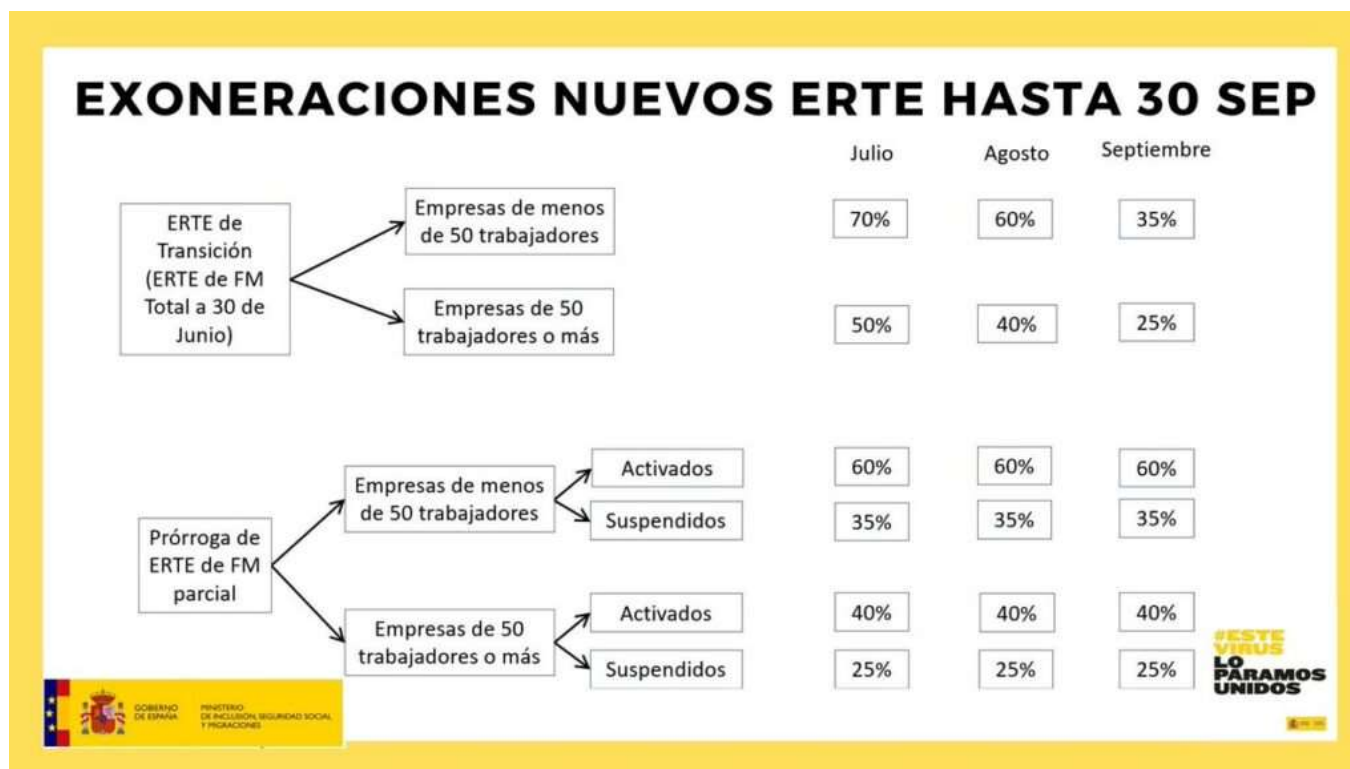 EXONERACIONES NUEVOS ERTE HASTA 30 SEP
Julio
Agosto
Septiembre
ERTE de
Transición
(ERTE de FM
Total a 30 de
Junio)
Empresas de menos
de 50 trabajadores
70%
60%
35%
Empresas de 50
trabajadores o más
50%
40%
25%
Prórroga de
ERTE de FM
parcial
Empresas de menos
de 50 trabajadores
Activados
60%
60%
60%
Suspendidos
35%
35%
35%
Empresas de 50
trabajadores o más
Activados
40%
40%
40%
Suspendidos
25%
25%
25%
#ESTE
VIRUS
LO
PARAMOS
UNIDOS
GOBIERNO
DE ESPAÑA
MINISTERIO
DE INCLUSIÓN, SEGURIDAD SOCIAL
Y MIGRACIONES